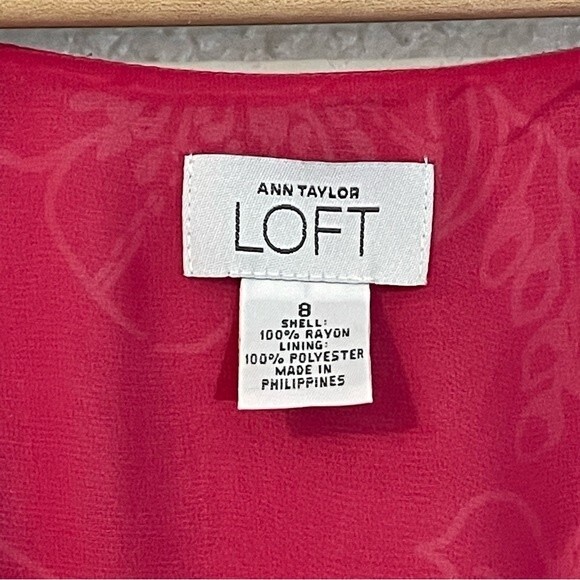 ANN TAYLOR
LOFT
8
SHELL:
100% RAYON
LINING:
100% POLYESTER
MADE IN
PHILIPPINES